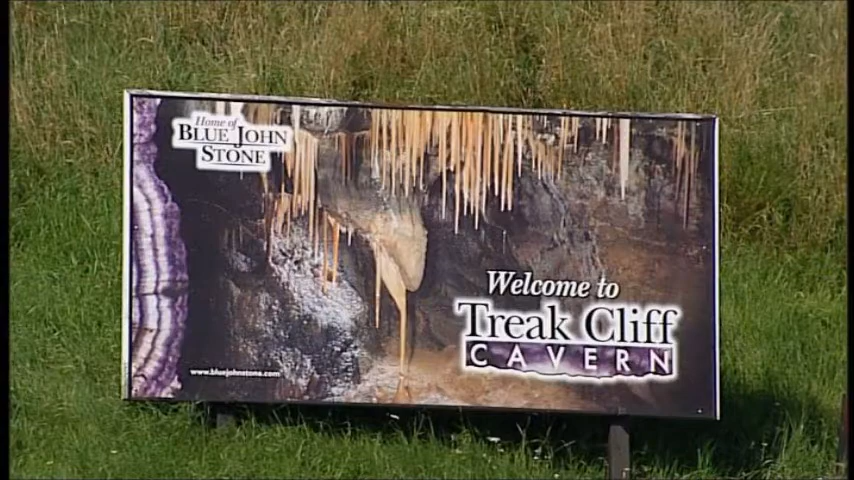 Home of
BLUE JOHN
STONE
Welcome to
Treak Cliff
CAVERN
www.bluejohnstone.com